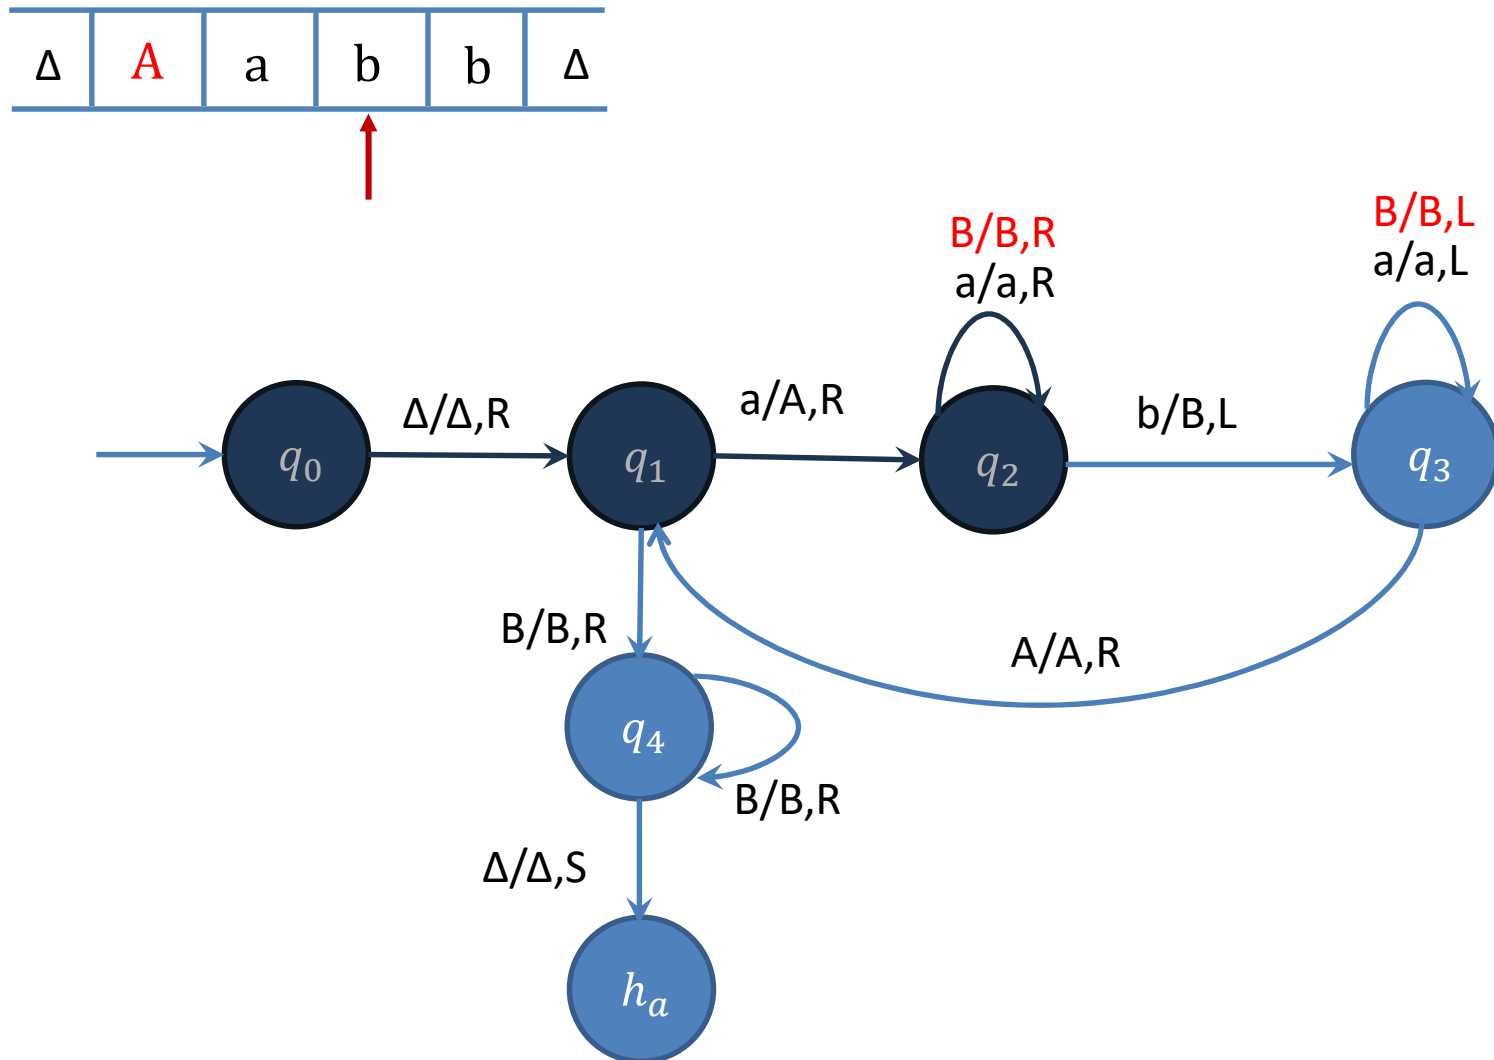 Δ A a b b Δ
B/B,R
a/a,R
B/B,L
a/a,L
Δ/Δ,R
a/A,R
b/B,L
q₀
q₁
q₂
q₃
B/B,R
A/A,R
q₄
B/B,R
Δ/Δ,S
hₐ